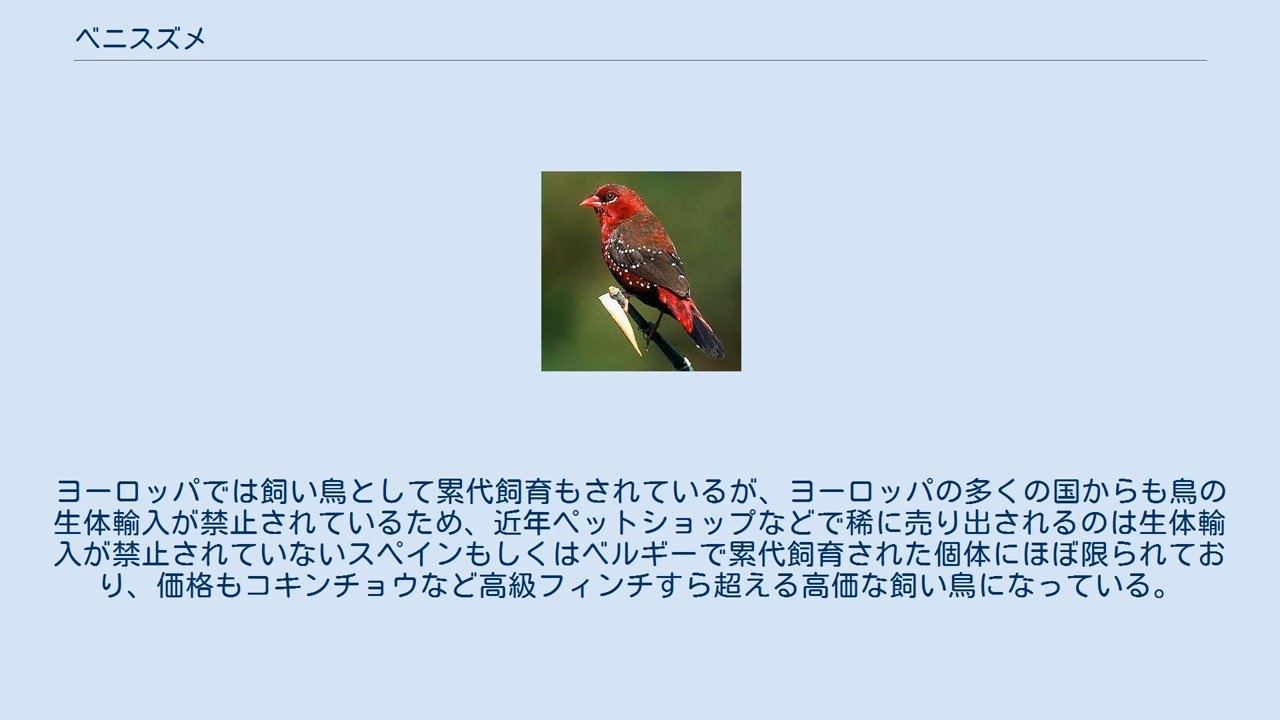 ベニスズメ
ヨーロッパでは飼い鳥として累代飼育もされているが、ヨーロッパの多くの国からも鳥の
生体輸入が禁止されているため、近年ペットショップなどで稀に売り出されるのは生体輸
入が禁止されていないスペインもしくはベルギーで累代飼育された個体にほぼ限られてお
り、価格もコキンチョウなど高級フィンチすら超える高価な飼い鳥になっている。